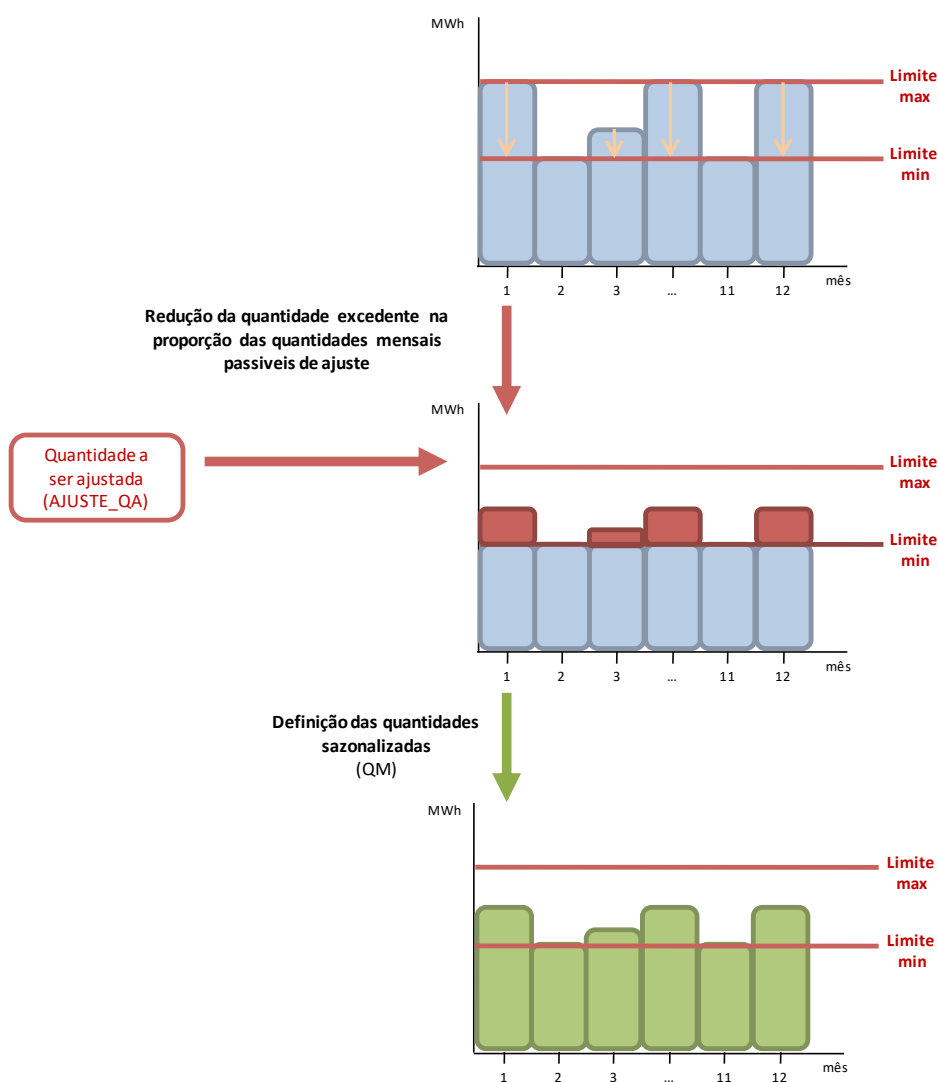 MWh
Limite
max
Limite
min
1 2 3 ... 11 12 mês
Redução da quantidade excedente na
proporção das quantidades mensais
passiveis de ajuste
MWh
Quantidade a
ser ajustada
(AJUSTE_QA)
Limite
max
Limite
min
1 2 3 ... 11 12 mês
Definição das quantidades
sazonalizadas
(QM)
MWh
Limite
max
Limite
min
1 2 3 ... 11 12 mês